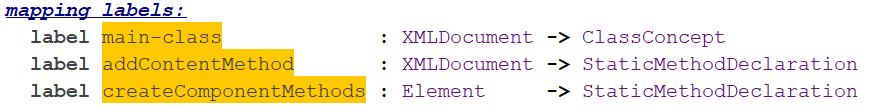 mapping labels:
label main-class : XMLDocument -> ClassConcept
label addContentMethod : XMLDocument -> StaticMethodDeclaration
label createComponentMethods : Element -> StaticMethodDeclaration